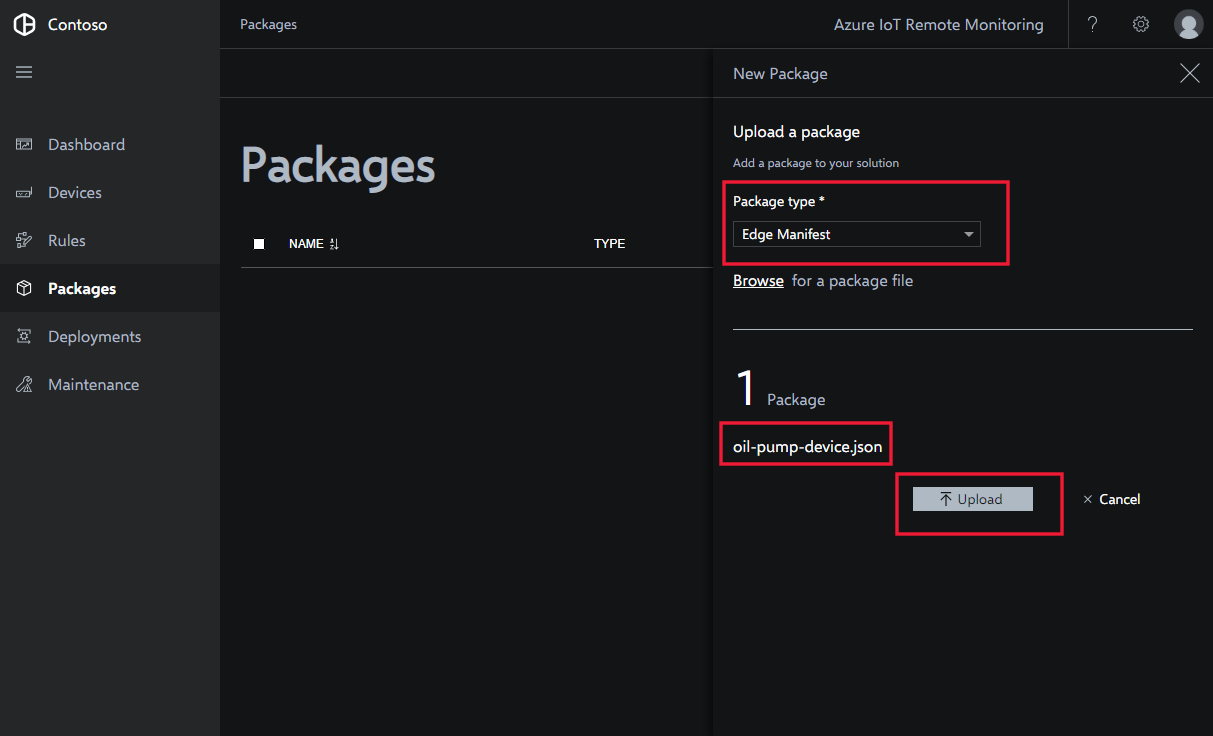 Contoso
Packages
Azure IoT Remote Monitoring
?
Dashboard
Devices
Rules
Packages
Deployments
Maintenance
Packages
NAME
TYPE
New Package
Upload a package
Add a package to your solution
Package type *
Edge Manifest
Browse for a package file
1 Package
oil-pump-device.json
Upload
Cancel